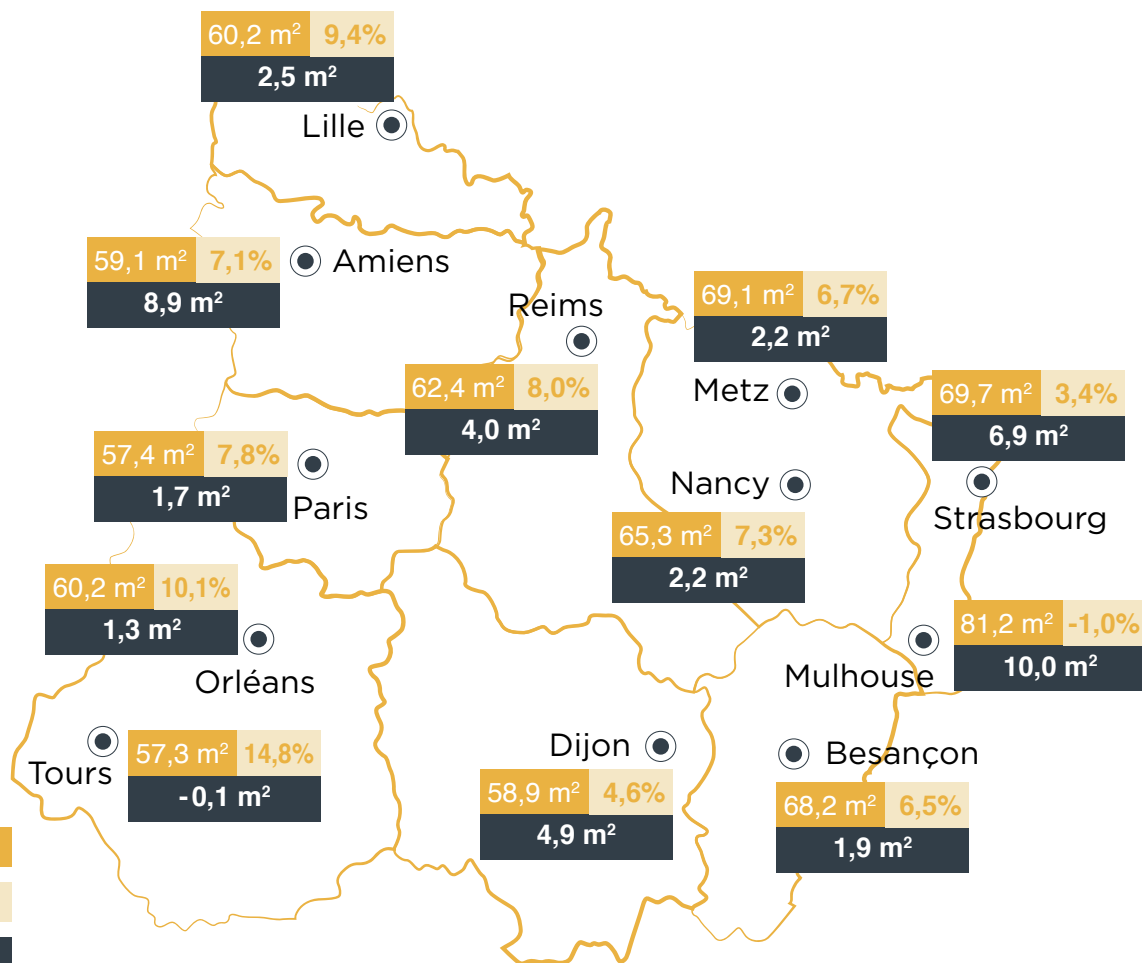 60,2 m² 9,4%
2,5 m²
Lille
59,1 m² 7,1%
8,9 m²
Amiens
Reims
62,4 m² 8,0%
4,0 m²
69,1 m² 6,7%
2,2 m²
Metz
69,7 m² 3,4%
6,9 m²
Strasbourg
57,4 m² 7,8%
1,7 m²
Paris
Nancy
65,3 m² 7,3%
2,2 m²
60,2 m² 10,1%
1,3 m²
Orléans
81,2 m² -1,0%
10,0 m²
Mulhouse
Tours
57,3 m² 14,8%
-0,1 m²
Dijon
58,9 m² 4,6%
4,9 m²
Besançon
68,2 m² 6,5%
1,9 m²